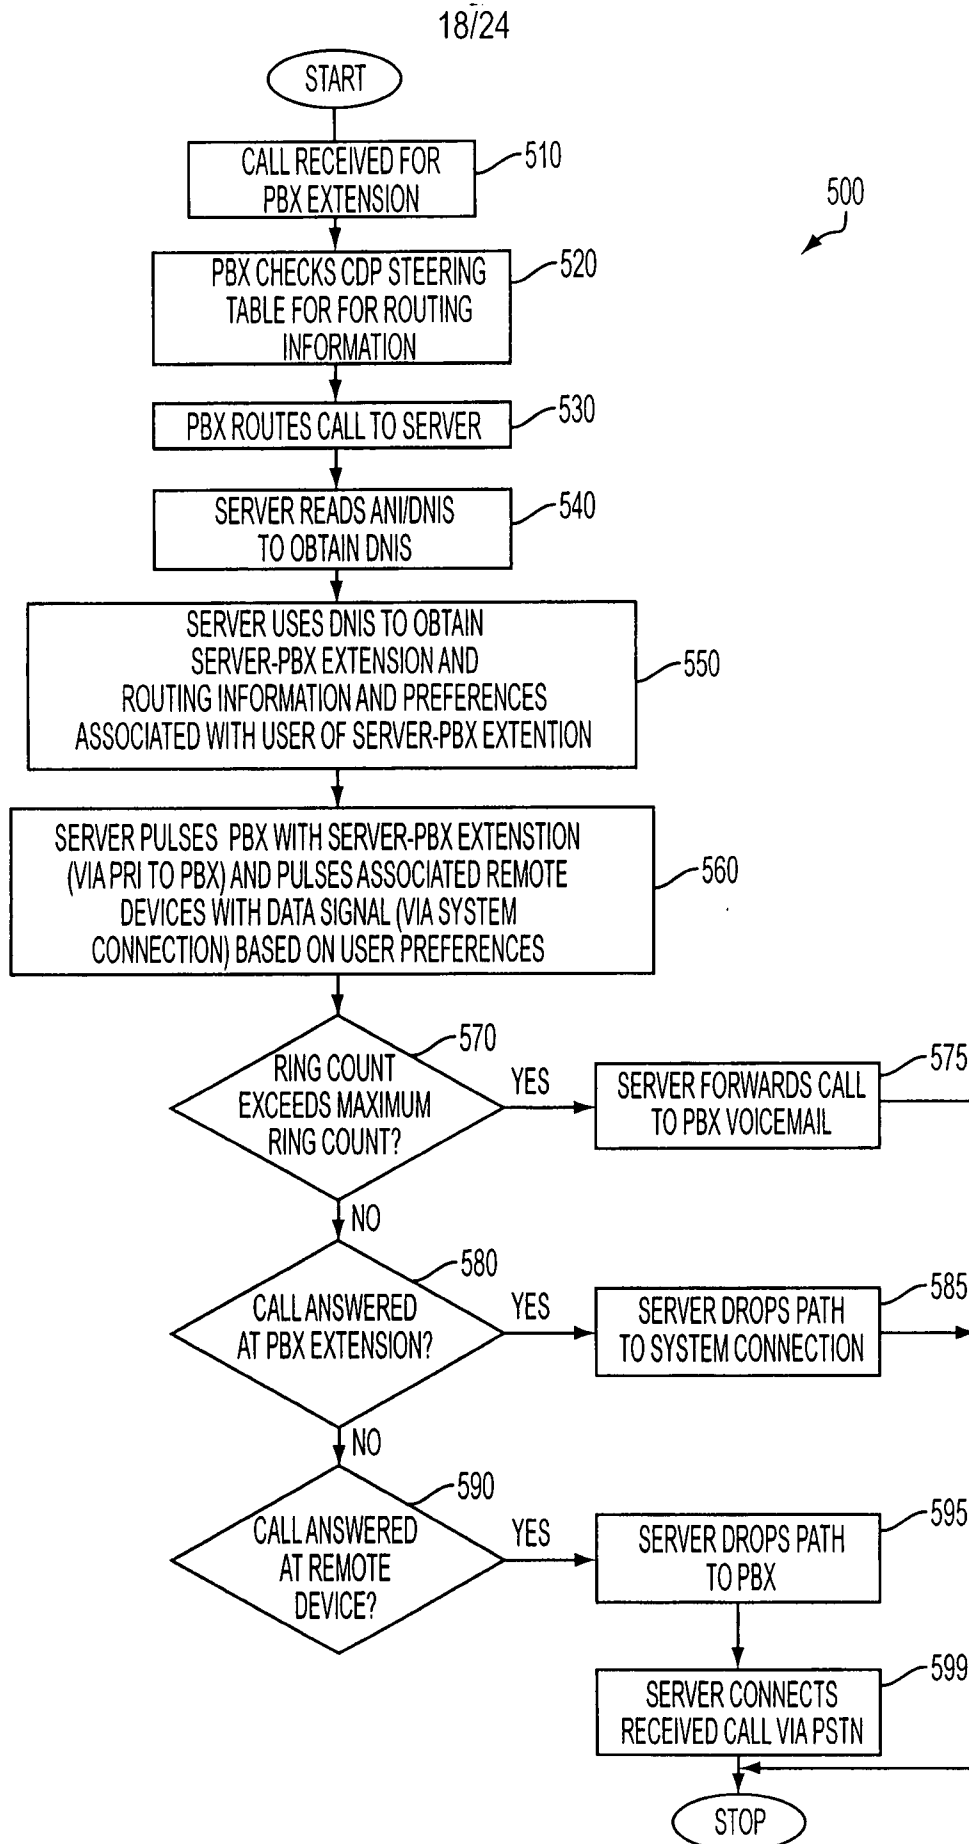 18/24
START
CALL RECEIVED FOR
PBX EXTENSION
510
500
PBX CHECKS CDP STEERING
TABLE FOR FOR ROUTING
INFORMATION
520
PBX ROUTES CALL TO SERVER
530
SERVER READS ANI/DNIS
TO OBTAIN DNIS
540
SERVER USES DNIS TO OBTAIN
SERVER-PBX EXTENSION AND
ROUTING INFORMATION AND PREFERENCES
ASSOCIATED WITH USER OF SERVER-PBX EXTENTION
550
SERVER PULSES PBX WITH SERVER-PBX EXTENSTION
(VIA PRI TO PBX) AND PULSES ASSOCIATED REMOTE
DEVICES WITH DATA SIGNAL (VIA SYSTEM
CONNECTION) BASED ON USER PREFERENCES
560
RING COUNT
EXCEEDS MAXIMUM
RING COUNT?
570
YES
SERVER FORWARDS CALL
TO PBX VOICEMAIL
575
NO
CALL ANSWERED
AT PBX EXTENSION?
580
YES
SERVER DROPS PATH
TO SYSTEM CONNECTION
585
NO
CALL ANSWERED
AT REMOTE
DEVICE?
590
YES
SERVER DROPS PATH
TO PBX
595
SERVER CONNECTS
RECEIVED CALL VIA PSTN
599
STOP